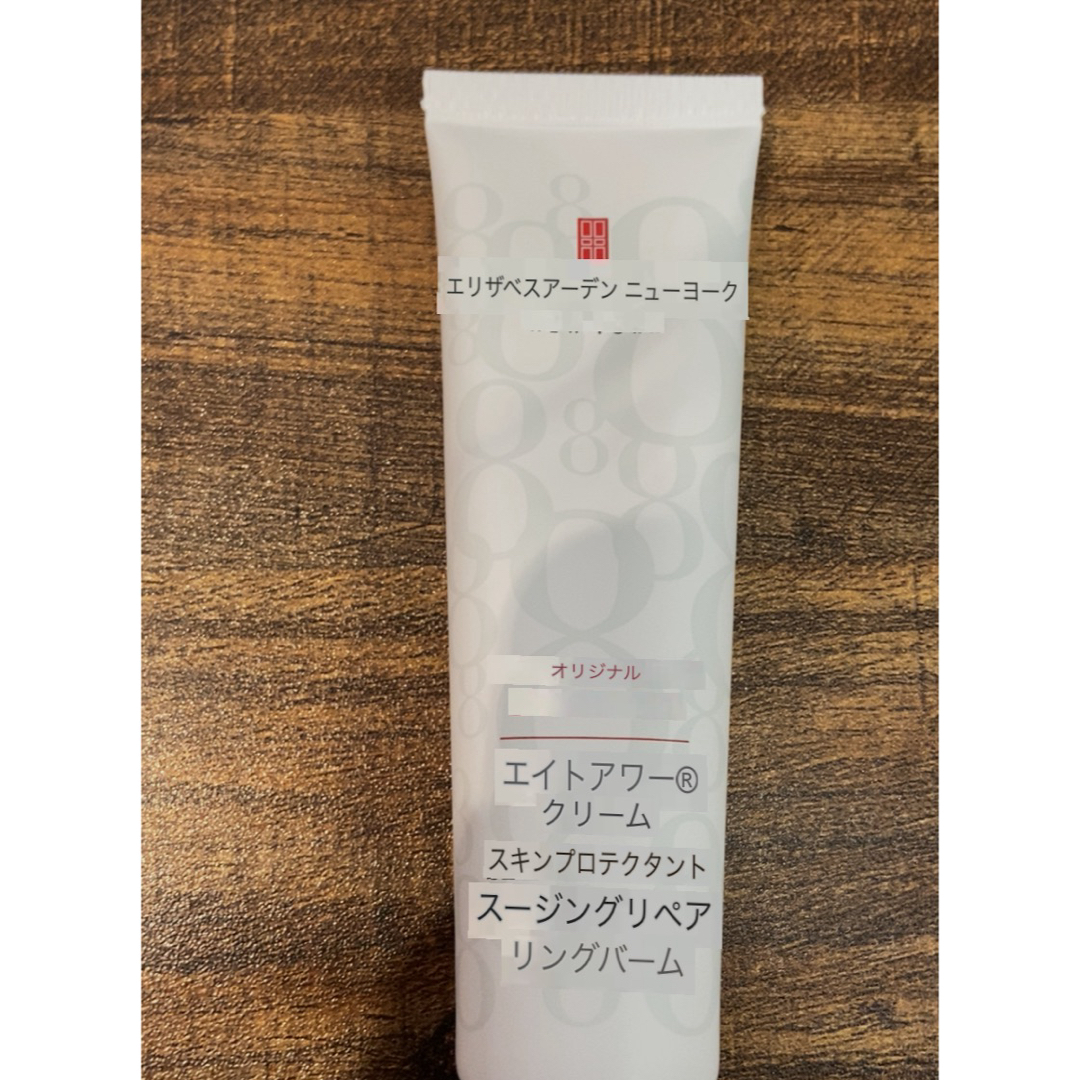 エリザベスアーデン ニューヨーク
オリジナル
エイトアワー®
クリーム
スキンプロテクタント
スージングリペア
リングバーム